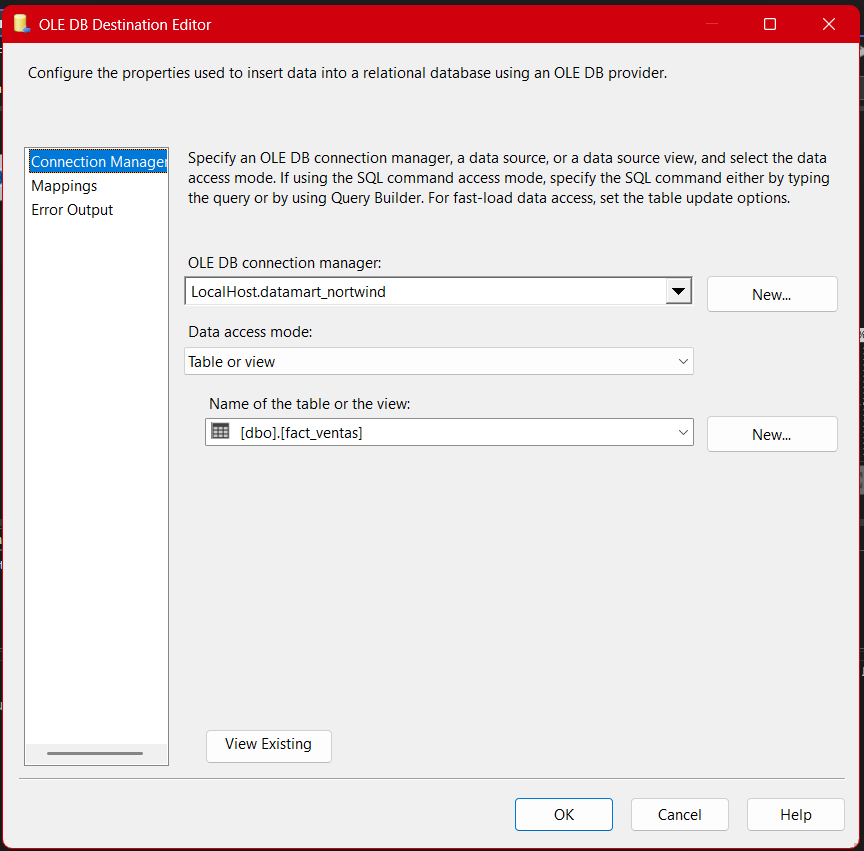 OLE DB Destination Editor
Configure the properties used to insert data into a relational database using an OLE DB provider.
Connection Manager
Mappings
Error Output
Specify an OLE DB connection manager, a data source, or a data source view, and select the data
access mode. If using the SQL command access mode, specify the SQL command either by typing
the query or by using Query Builder. For fast-load data access, set the table update options.
OLE DB connection manager:
LocalHost.datamart_nortwind
New...
Data access mode:
Table or view
Name of the table or the view:
[dbo].[fact_ventas]
New...
View Existing
OK
Cancel
Help